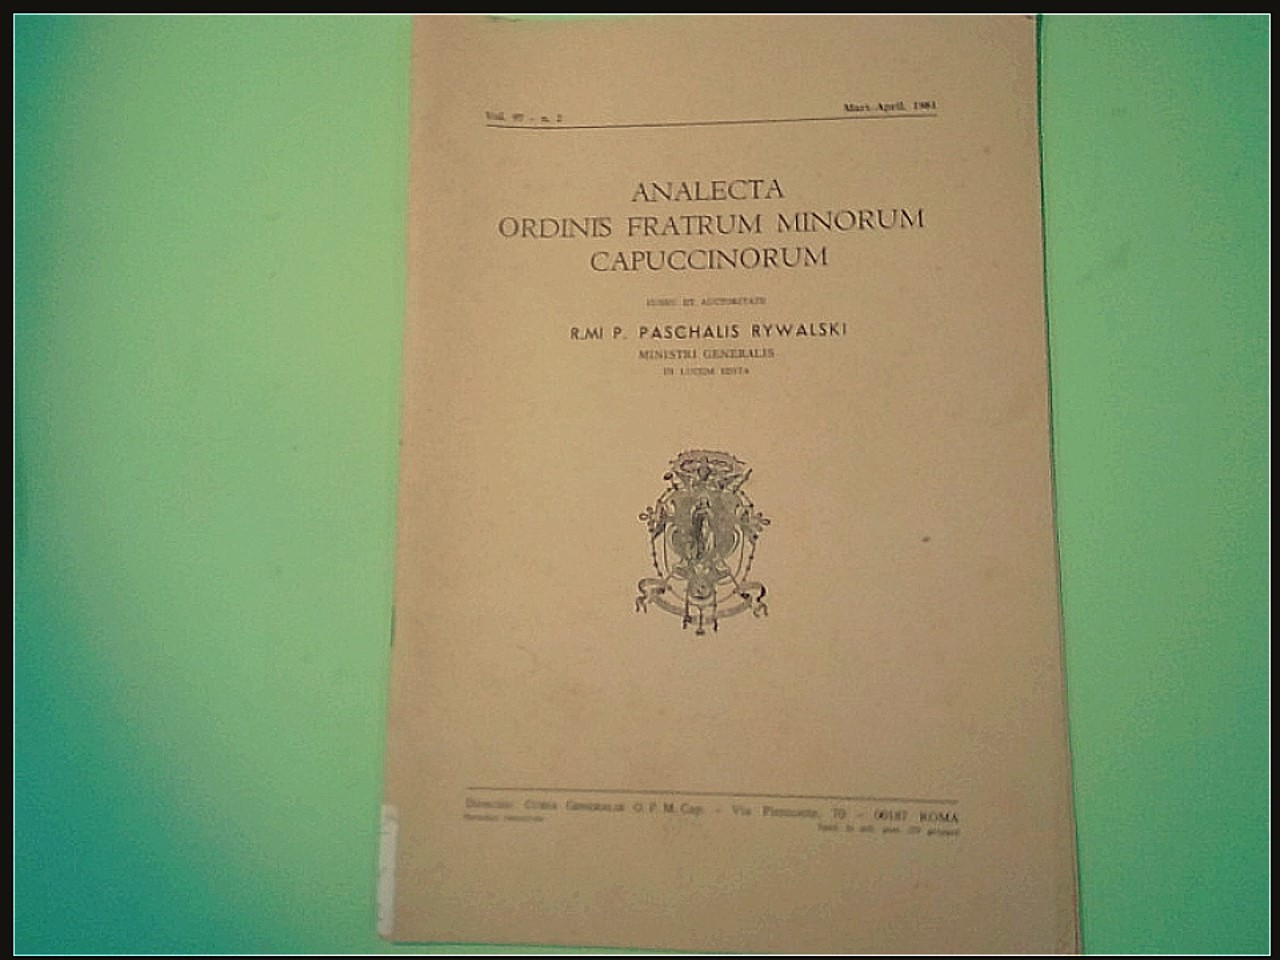 Vol. 97 - n. 2
Mart.-April. 1981
ANALECTA
ORDINIS FRATRUM MINORUM
CAPUCCINORUM
IUSSU ET AUCTORITATE
R.MI P. PASCHALIS RYWALSKI
MINISTRI GENERALIS
IN LUCEM EDITA
Direzione: Curia Generalis O. F. M. Cap. - Via Piemonte, 70 - 00187 ROMA